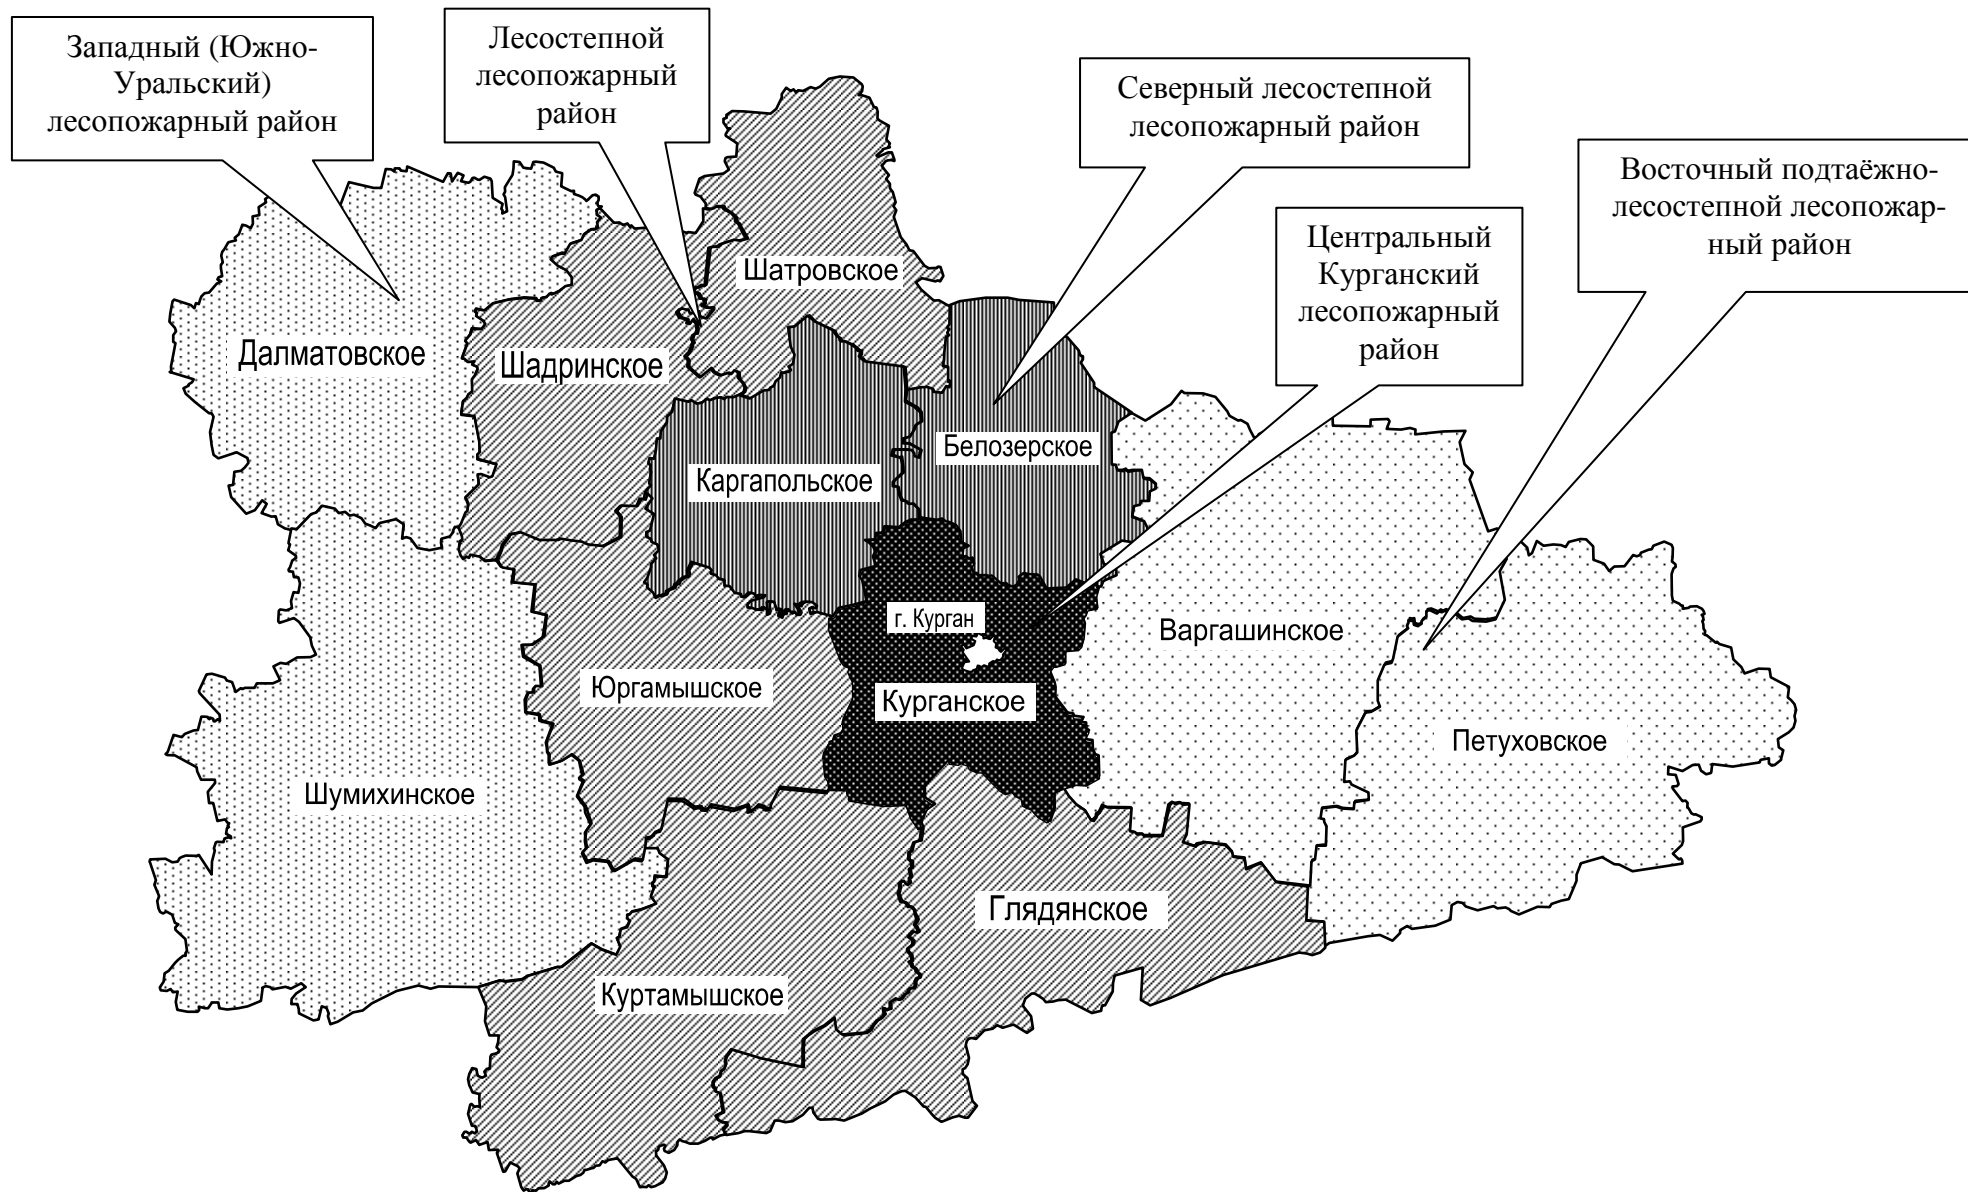 Западный (Южно-
Уральский)
лесопожарный район
Лесостепной
лесопожарный
район
Северный лесостепной
лесопожарный район
Восточный подтаёжно-
лесостепной лесопожар-
ный район
Центральный
Курганский
лесопожарный
район
Шатровское
Далматовское
Шадринское
Белозерское
Каргапольское
г. Курган
Варгашинское
Юргамышское
Курганское
Петуховское
Шумихинское
Глядянское
Куртамышское